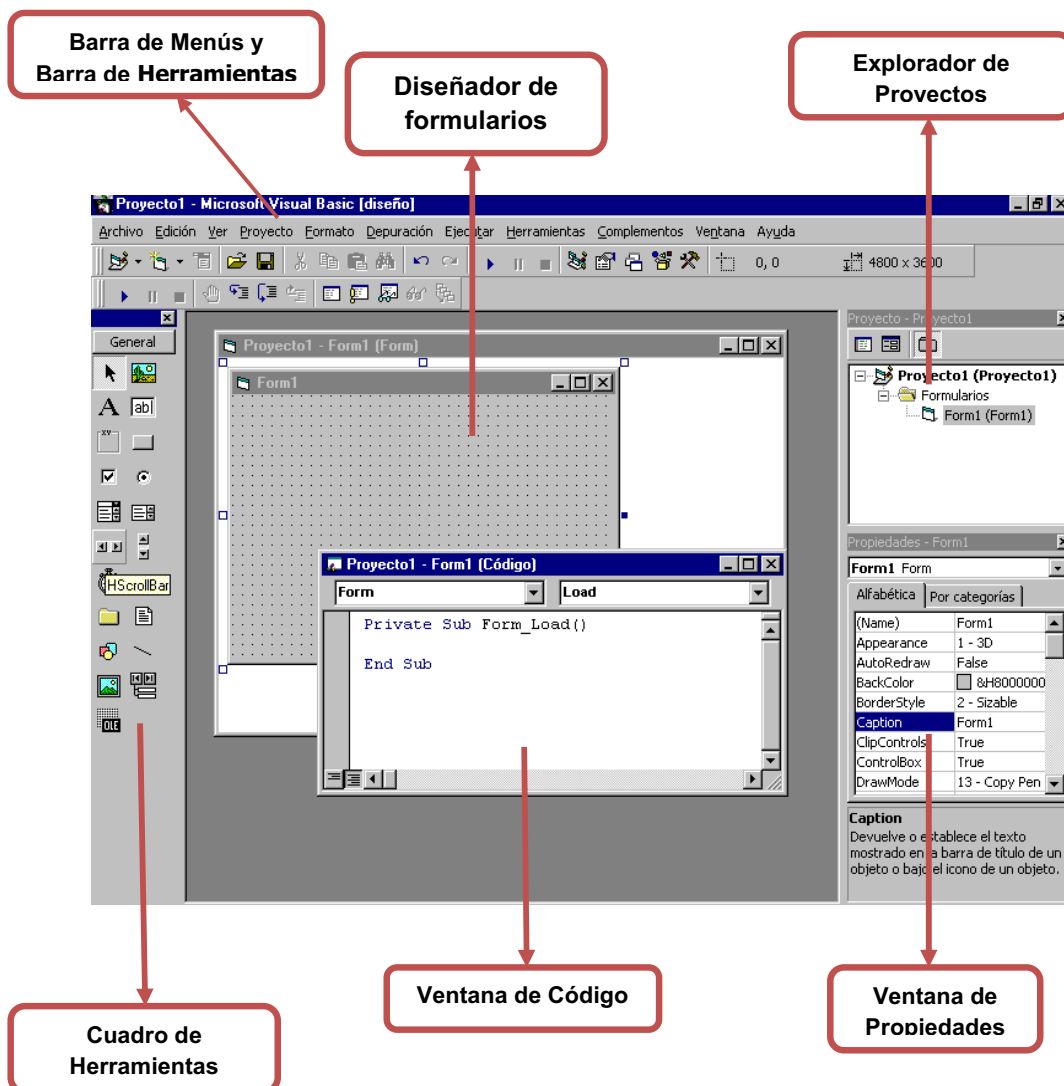 Barra de Menús y
Barra de Herramientas
Diseñador de
formularios
Explorador de
Proyectos
Proyecto1 - Microsoft Visual Basic [diseño]
Archivo Edición Ver Proyecto Formato Depuración Ejecutar Herramientas Complementos Ventana Ayuda
0, 0
4800 x 3600
General
A
ab|
xv
HScrollBar
OLE
Proyecto1 - Form1 (Form)
Form1
Proyecto1 - Form1 (Código)
Form
Load
Private Sub Form_Load()
End Sub
Proyecto - Proyecto1
Proyecto1 (Proyecto1)
Formularios
Form1 (Form1)
Propiedades - Form1
Form1 Form
Alfabética
Por categorías
(Name) Form1
Appearance 1 - 3D
AutoRedraw False
BackColor &H8000000
BorderStyle 2 - Sizable
Caption Form1
ClipControls True
ControlBox True
DrawMode 13 - Copy Pen
Caption
Devuelve o establece el texto
mostrado en la barra de título de un
objeto o bajo el icono de un objeto.
Cuadro de
Herramientas
Ventana de Código
Ventana de
Propiedades